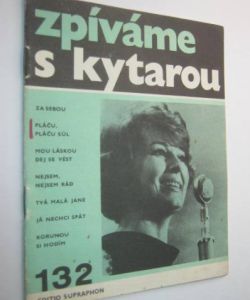 zpíváme
s kytarou
ZA SEBOU
PLÁČU,
PLÁČU SŮL
MOU LÁSKOU
DEJ SE VÉST
NEJSEM,
NEJSEM RÁD
TVÁ MALÁ JANE
JÁ NECHCI SPÁT
KORUNOU
SI HODÍM
132
EDITIO SUPRAPHON